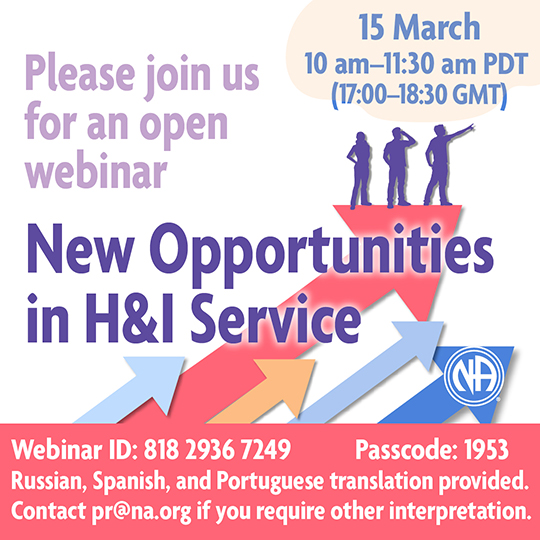 15 March
10 am–11:30 am PDT
(17:00–18:30 GMT)
Please join us
for an open
webinar
New Opportunities
in H&I Service
NA
®
Webinar ID: 818 2936 7249 Passcode: 1953
Russian, Spanish, and Portuguese translation provided.
Contact pr@na.org if you require other interpretation.